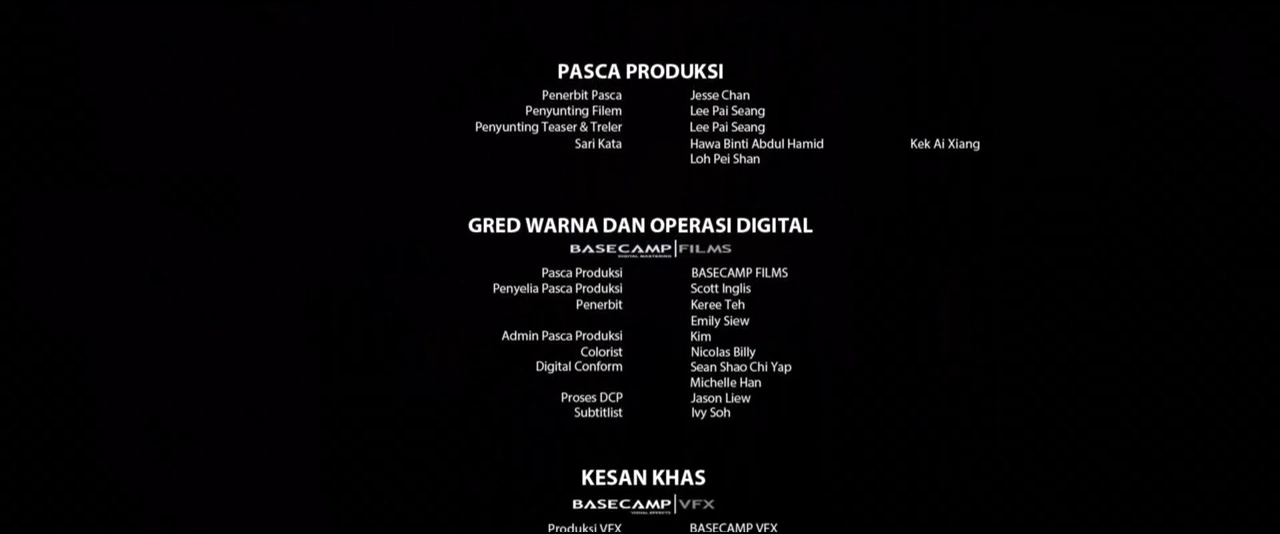 PASCA PRODUKSI
Penerbit Pasca Jesse Chan
Penyunting Filem Lee Pai Seang
Penyunting Teaser & Treler Lee Pai Seang
Sari Kata Hawa Binti Abdul Hamid Kek Ai Xiang
Loh Pei Shan
GRED WARNA DAN OPERASI DIGITAL
BASECAMP|FILMS
DIGITAL MASTERING
Pasca Produksi BASECAMP FILMS
Penyelia Pasca Produksi Scott Inglis
Penerbit Keree Teh
Emily Siew
Admin Pasca Produksi Kim
Colorist Nicolas Billy
Digital Conform Sean Shao Chi Yap
Michelle Han
Proses DCP Jason Liew
Subtitlist Ivy Soh
KESAN KHAS
BASECAMP|VFX
VISUAL EFFECTS
Produksi VFX BASECAMP VFX